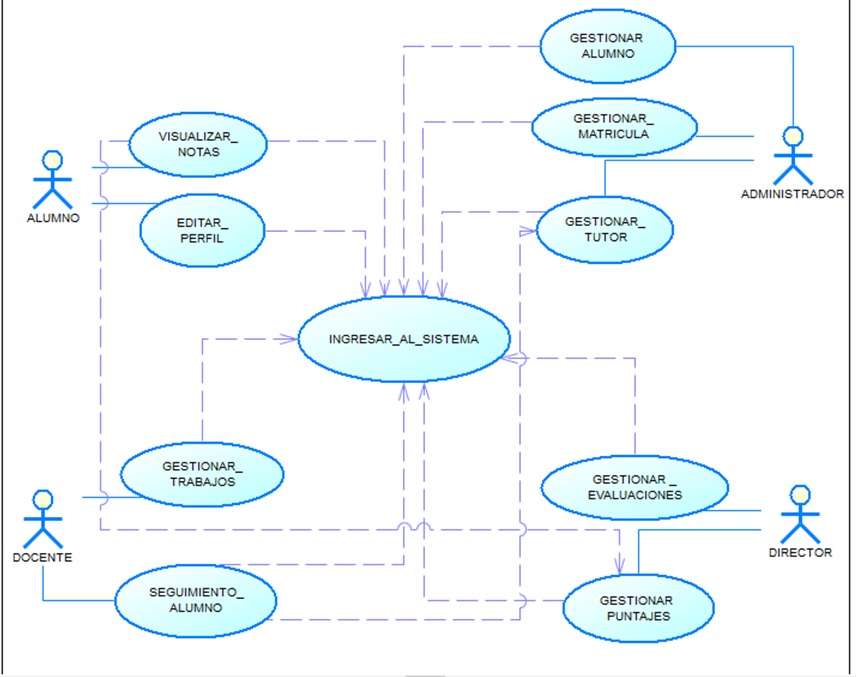 GESTIONAR
ALUMNO
GESTIONAR_
MATRICULA
VISUALIZAR_
NOTAS
ADMINISTRADOR
ALUMNO
EDITAR_
PERFIL
GESTIONAR_
TUTOR
INGRESAR_AL_SISTEMA
GESTIONAR_
TRABAJOS
GESTIONAR _
EVALUACIONES
DOCENTE
DIRECTOR
SEGUIMIENTO_
ALUMNO
GESTIONAR
PUNTAJES